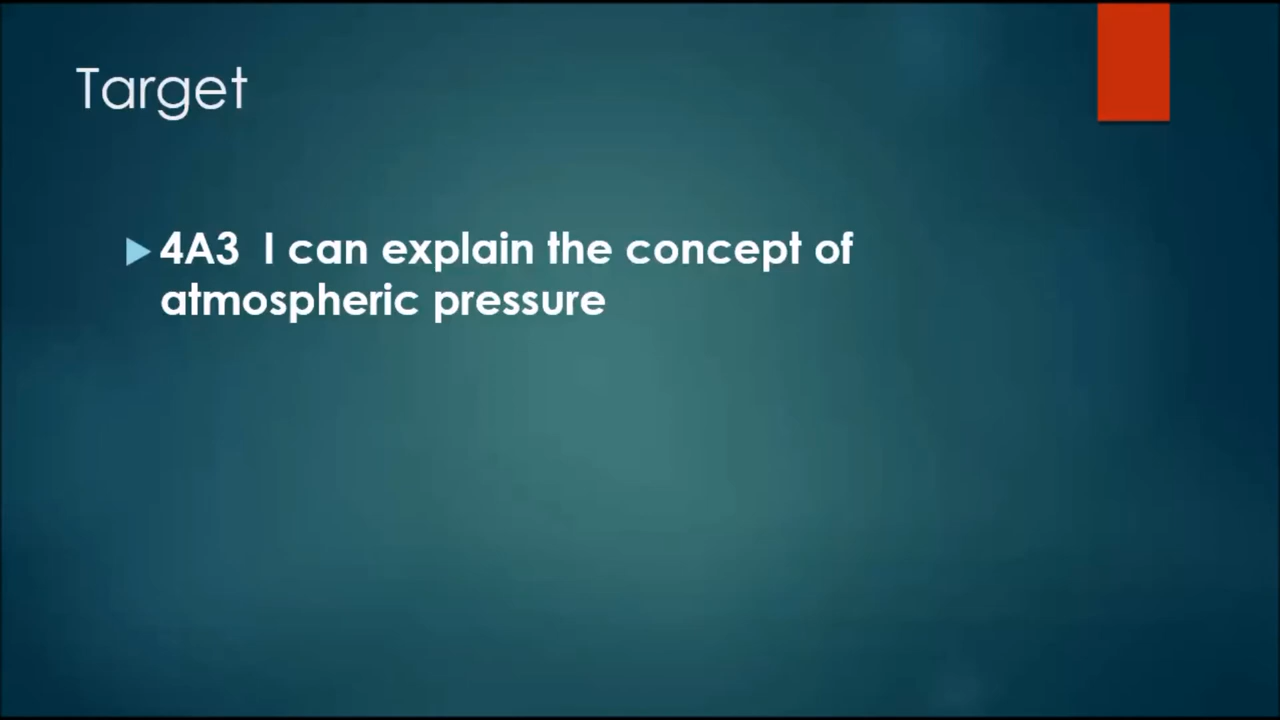 Target
4A3 I can explain the concept of
atmospheric pressure